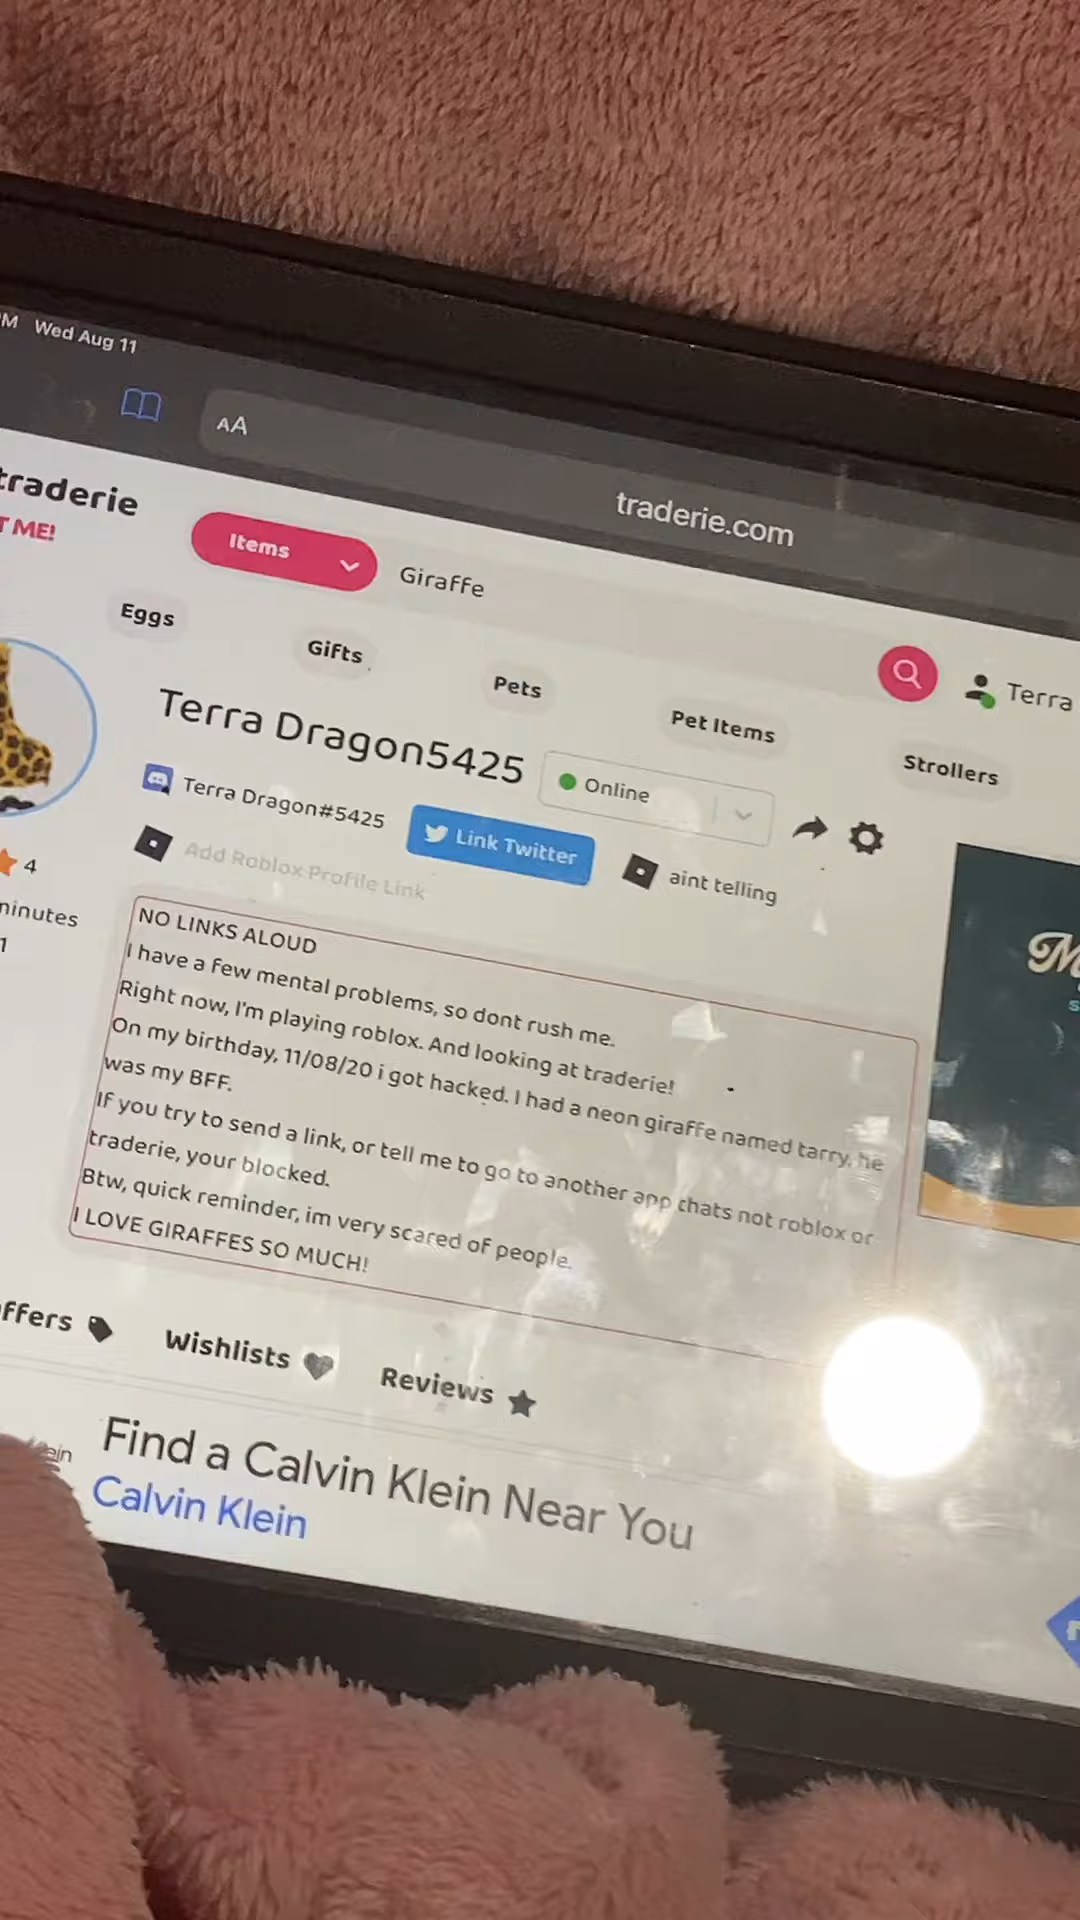 Wed Aug 11
AA
traderie.com
traderie
T ME!
Items
Giraffe
Terra
Eggs
Gifts
Pets
Pet Items
Strollers
Terra Dragon5425
Online
Terra Dragon#5425
Link Twitter
Add Roblox Profile Link
aint telling
4
minutes
1
NO LINKS ALOUD
I have a few mental problems, so dont rush me.
Right now, I'm playing roblox. And looking at traderie!
On my birthday, 11/08/20 i got hacked. I had a neon giraffe named tarry, he
was my BFF.
If you try to send a link, or tell me to go to another app chats not roblox or
traderie, your blocked.
Btw, quick reminder, im very scared of people.
I LOVE GIRAFFES SO MUCH!
ffers
Wishlists
Reviews
Find a Calvin Klein Near You
Calvin Klein